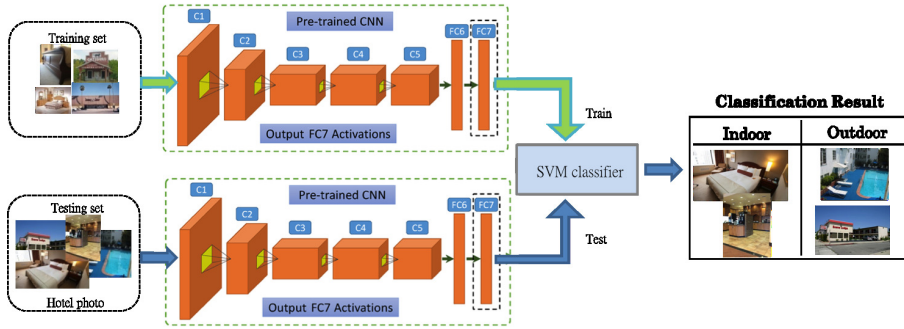 Training set
C1
Pre-trained CNN
C2
C3
C4
C5
FC6
FC7
Output FC7 Activations
Train
Testing set
Hotel photo
C1
Pre-trained CNN
C2
C3
C4
C5
FC6
FC7
Output FC7 Activations
Test
SVM classifier
Classification Result
Indoor
Outdoor